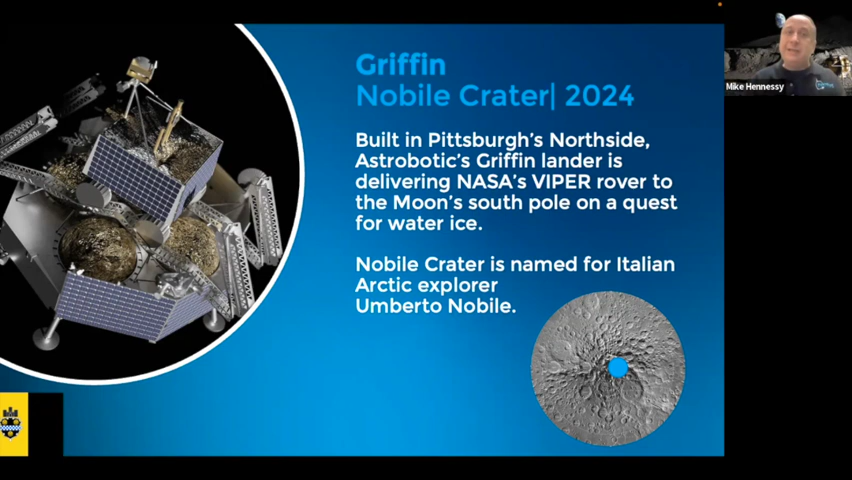 Griffin
Nobile Crater| 2024
Built in Pittsburgh's Northside,
Astrobotic's Griffin lander is
delivering NASA's VIPER rover to
the Moon's south pole on a quest
for water ice.
Nobile Crater is named for Italian
Arctic explorer
Umberto Nobile.
Mike Hennessy